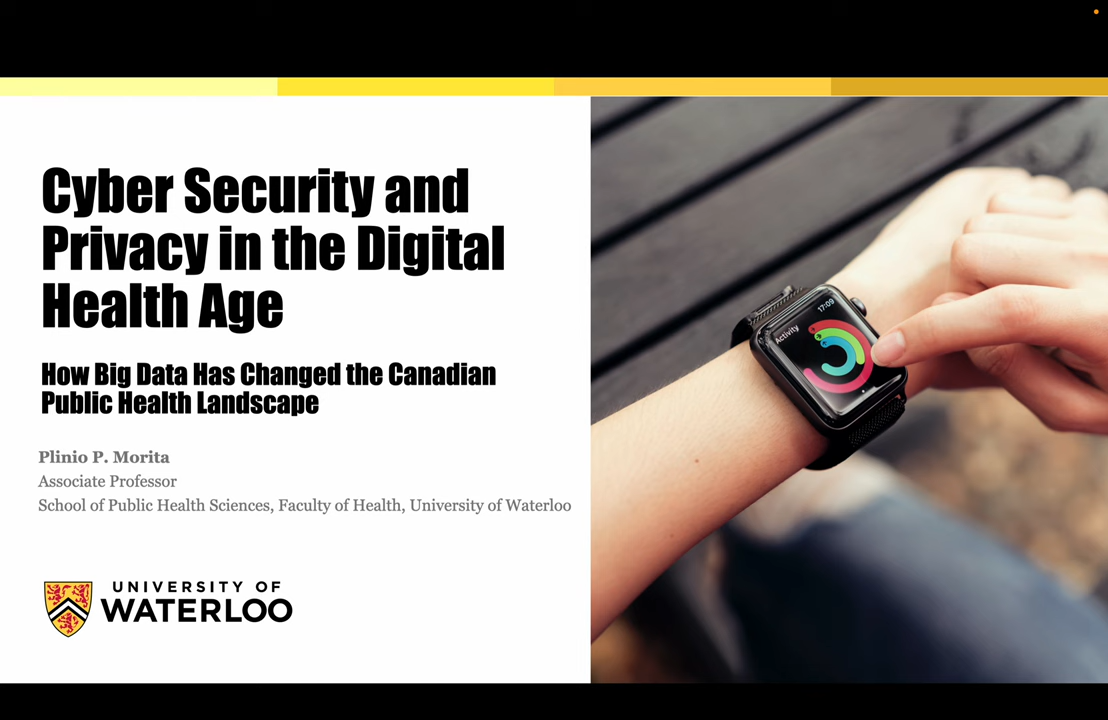 Cyber Security and
Privacy in the Digital
Health Age
How Big Data Has Changed the Canadian
Public Health Landscape
Plinio P. Morita
Associate Professor
School of Public Health Sciences, Faculty of Health, University of Waterloo
UNIVERSITY OF
WATERLOO
Activity
17:09